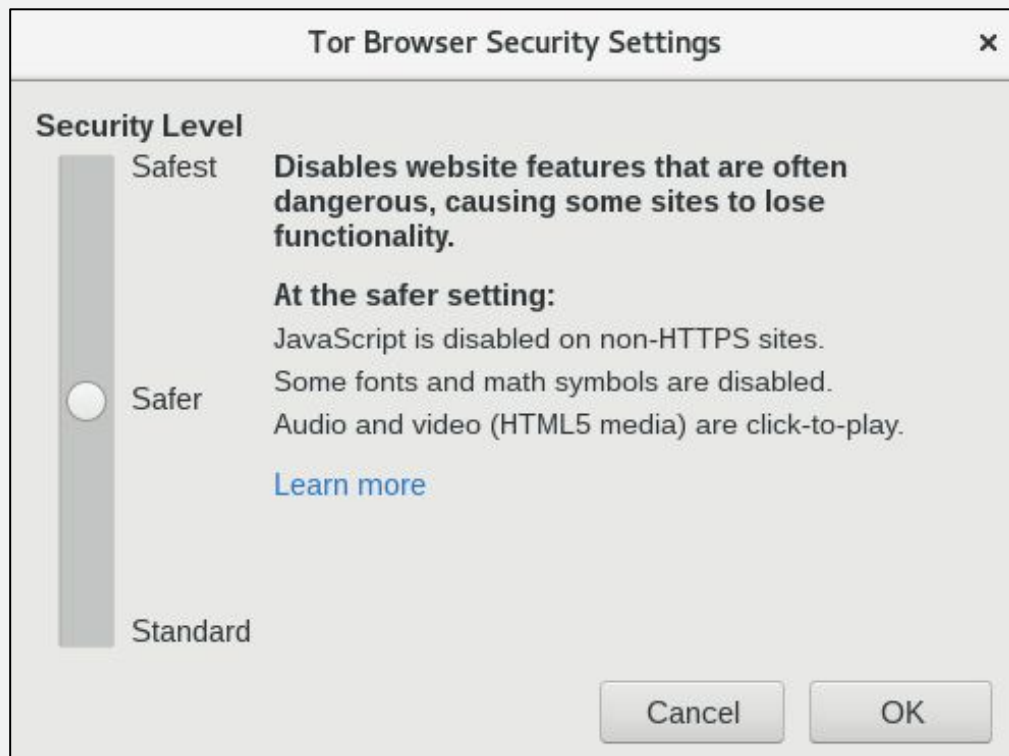 Tor Browser Security Settings ×
Security Level
Safest
Disables website features that are often
dangerous, causing some sites to lose
functionality.
At the safer setting:
JavaScript is disabled on non-HTTPS sites.
Some fonts and math symbols are disabled.
Safer
Audio and video (HTML5 media) are click-to-play.
Learn more
Standard
Cancel
OK